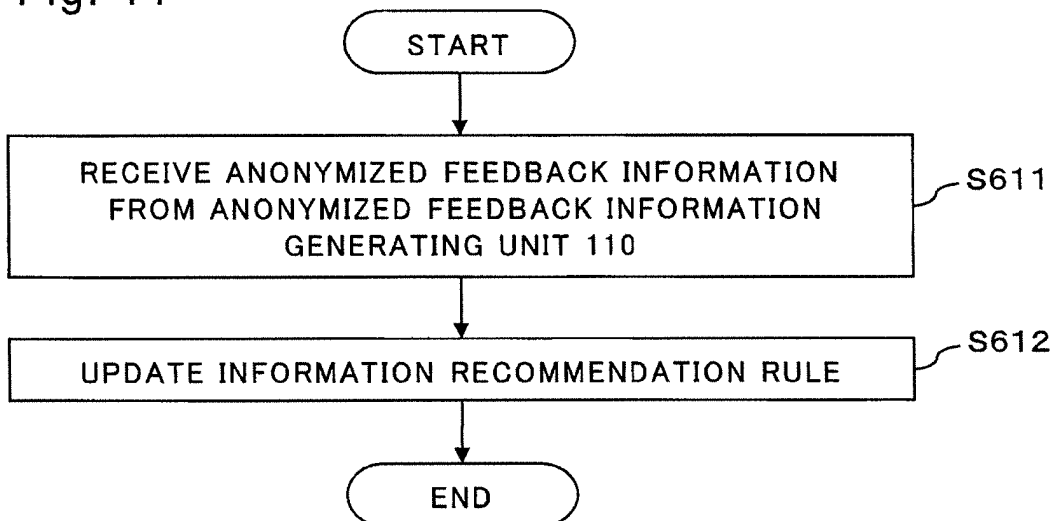 START
RECEIVE ANONYMIZED FEEDBACK INFORMATION
FROM ANONYMIZED FEEDBACK INFORMATION
GENERATING UNIT 110
S611
UPDATE INFORMATION RECOMMENDATION RULE
S612
END